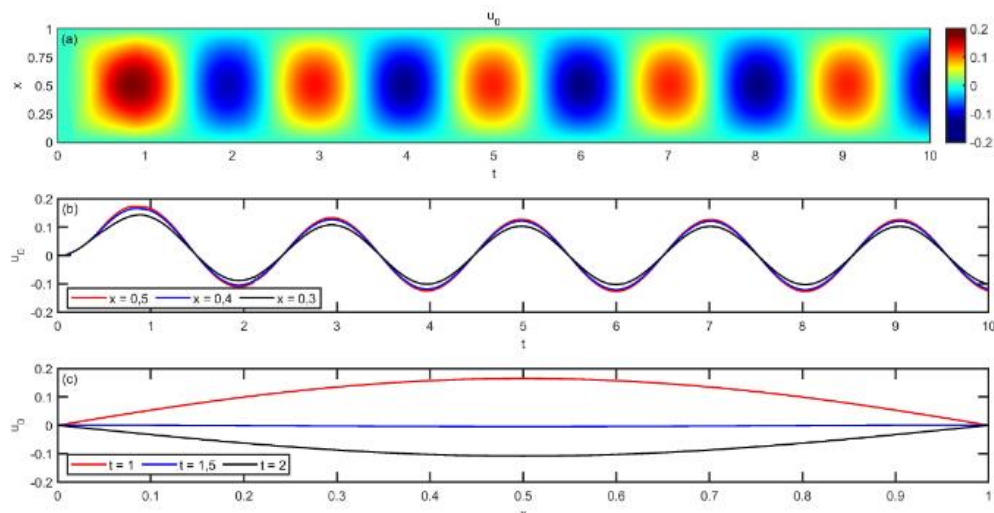 u₀
(a)
1
0.75
0.5
0.25
0
x
0 1 2 3 4 5 6 7 8 9 10
t
0.2
0.1
0
-0.1
-0.2
(b)
0.2
0.1
0
-0.1
-0.2
u₀
x = 0,5 x = 0,4 x = 0,3
0 1 2 3 4 5 6 7 8 9 10
t
(c)
0.2
0.1
0
-0.1
-0.2
u₀
t = 1 t = 1,5 t = 2
0 0.1 0.2 0.3 0.4 0.5 0.6 0.7 0.8 0.9 1